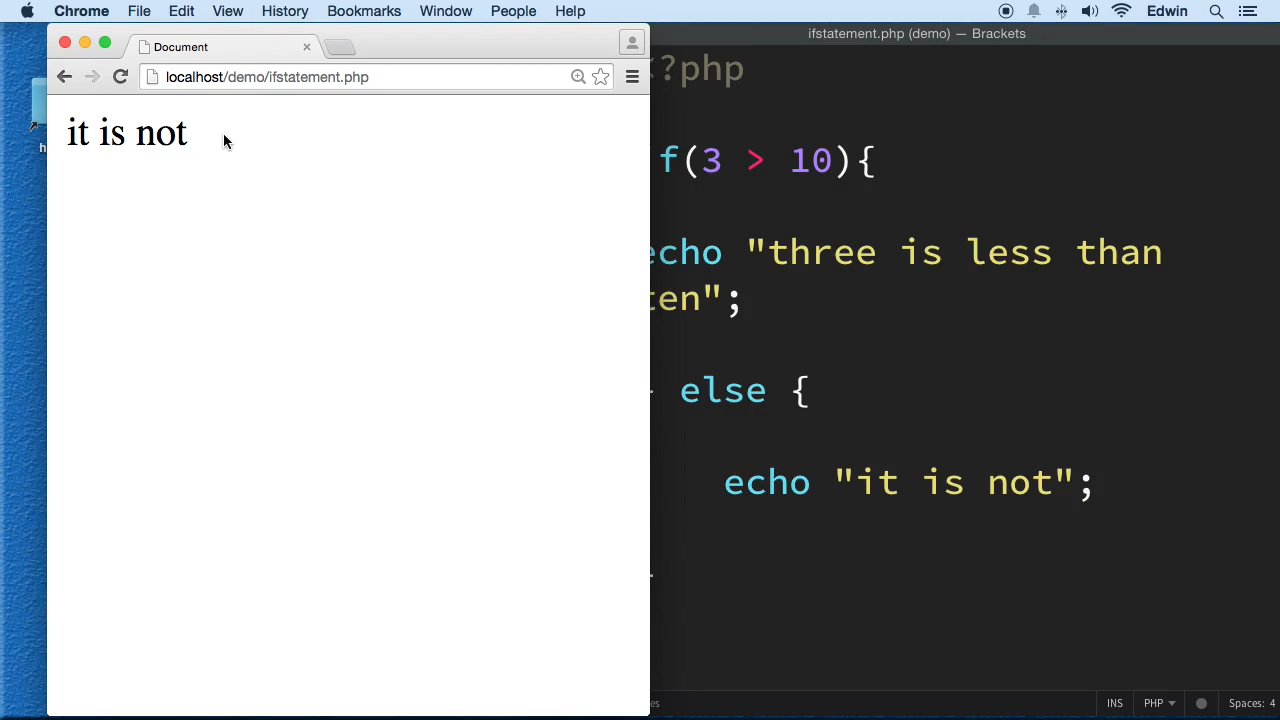 Chrome File Edit View History Bookmarks Window People Help Edwin
ifstatement.php (demo) — Brackets
Document
localhost/demo/ifstatement.php
it is not
<?php
f(3 > 10){
echo "three is less than
ten";
} else {
echo "it is not";
}
INS PHP Spaces: 4